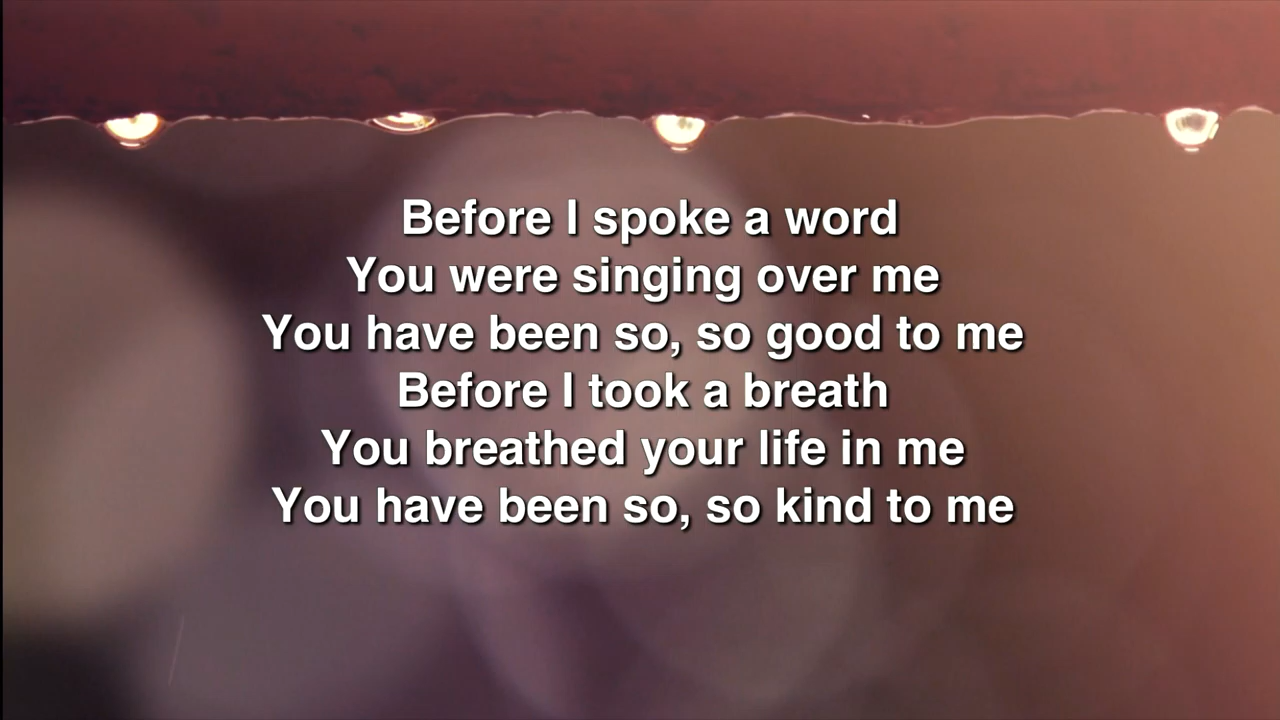 Before I spoke a word
You were singing over me
You have been so, so good to me
Before I took a breath
You breathed your life in me
You have been so, so kind to me